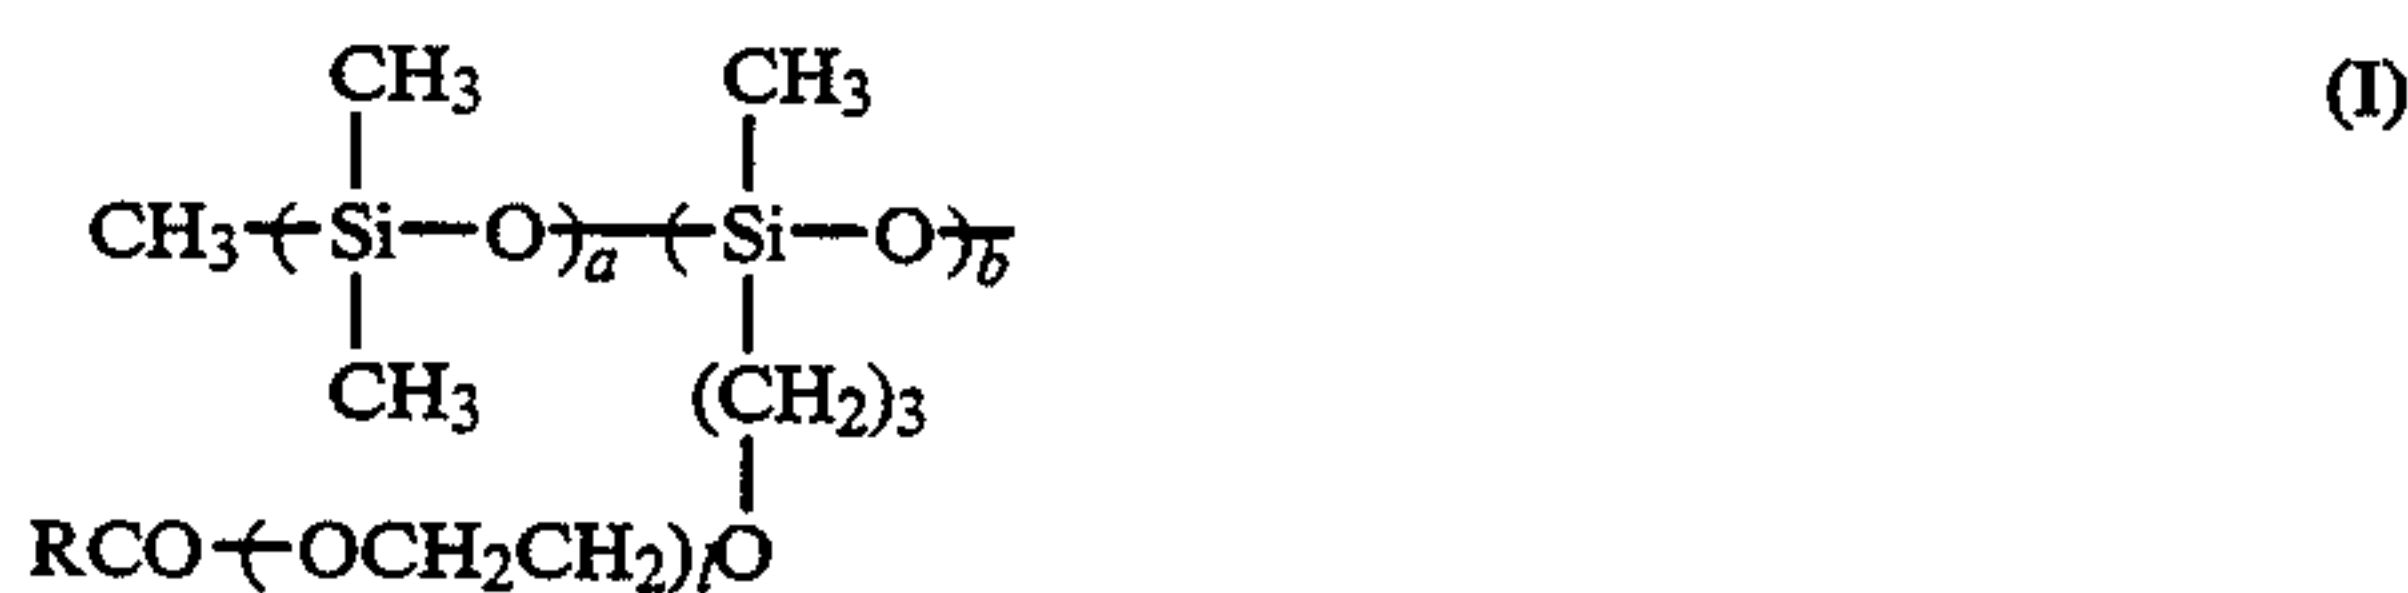 CH3 CH3 (I)
CH3-(Si-O)a-(Si-O)b-
CH3 (CH2)3
RCO-(OCH2CH2)lO